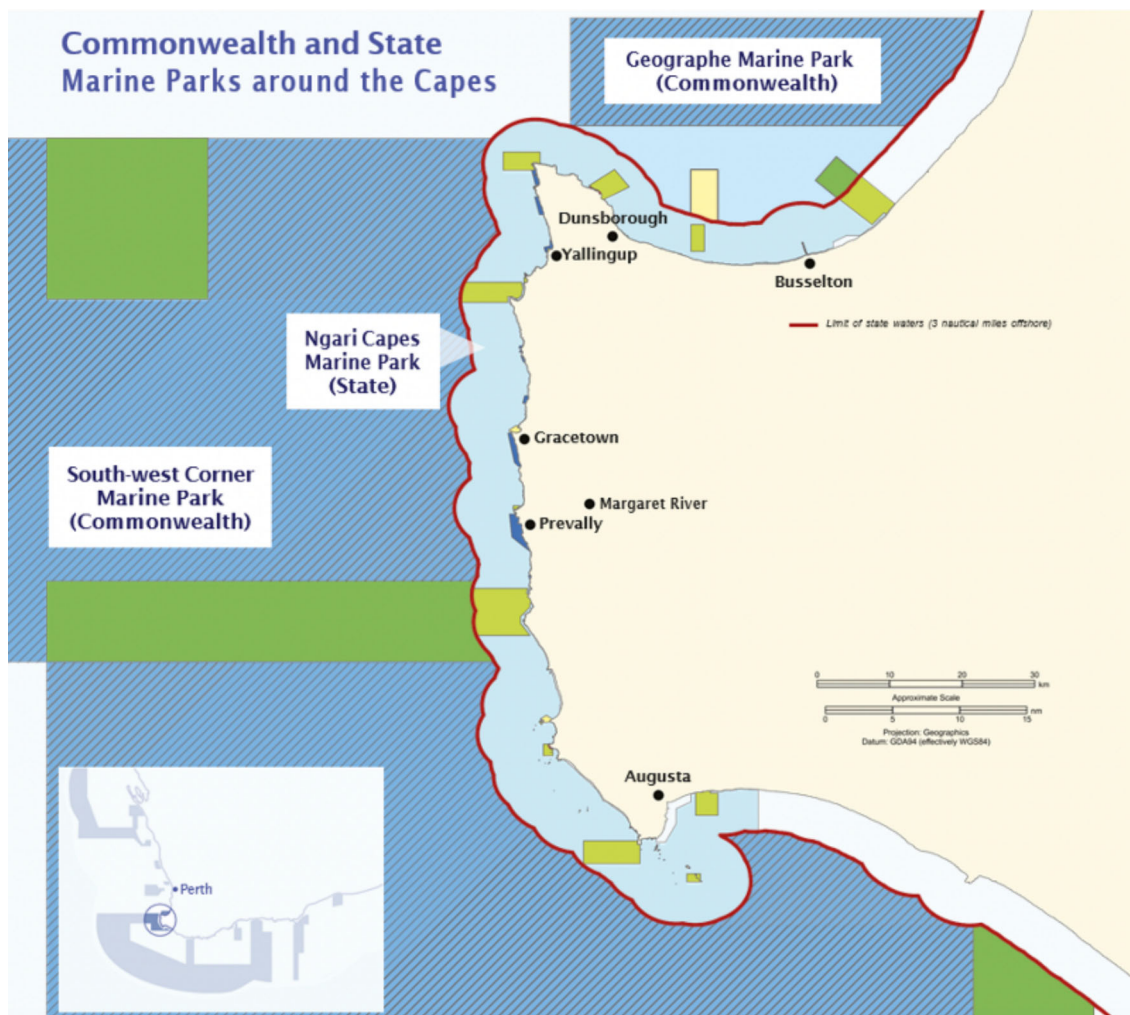 Commonwealth and State
Marine Parks around the Capes
Geographe Marine Park
(Commonwealth)
Dunsborough
Yallingup
Busselton
Limit of state waters (3 nautical miles offshore)
Ngari Capes
Marine Park
(State)
Gracetown
South-west Corner
Marine Park
(Commonwealth)
Margaret River
Prevally
0 10 20 30
km
Approximate Scale
nm
0 5 10 15
Projection: Geographics
Datum: GDA94 (effectively WGS84)
Augusta
Perth